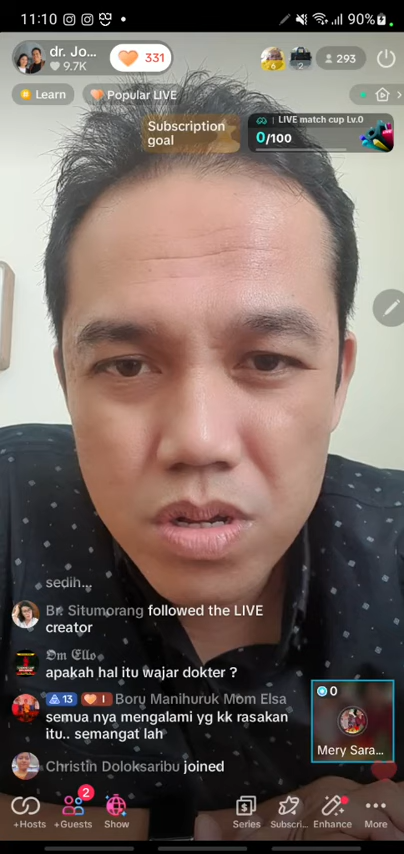 11:10
90%
dr. Jo...
9.7K
331
6
2
293
Learn
Popular LIVE
Subscription
goal
LIVE match cup Lv.0
0/100
sedih...
Br. Situmorang followed the LIVE
creator
𝕺𝖒 𝕰𝖑𝖑𝖔
apakah hal itu wajar dokter ?
13 I Boru Manihuruk Mom Elsa
semua nya mengalami yg kk rasakan
itu.. semangat lah
Christin Doloksaribu joined
0
Mery Sara...
2
+Hosts
+Guests
Show
Series
Subscri...
Enhance
More